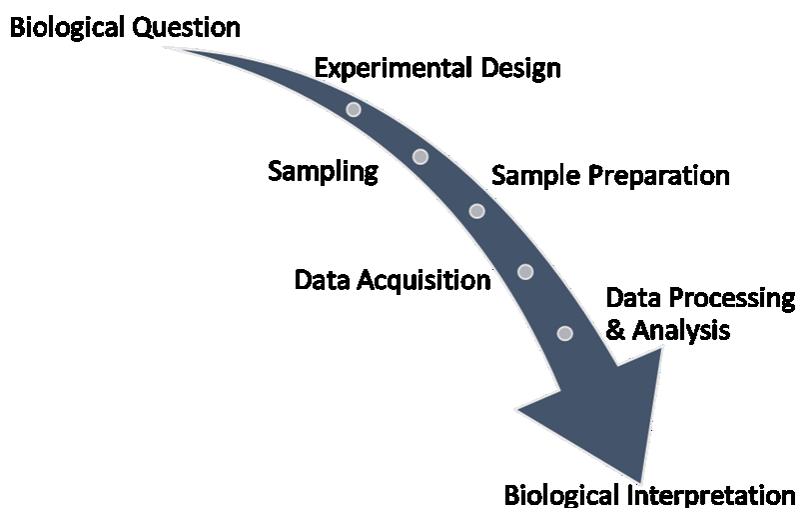 Biological Question
Experimental Design
Sampling
Sample Preparation
Data Acquisition
Data Processing
& Analysis
Biological Interpretation